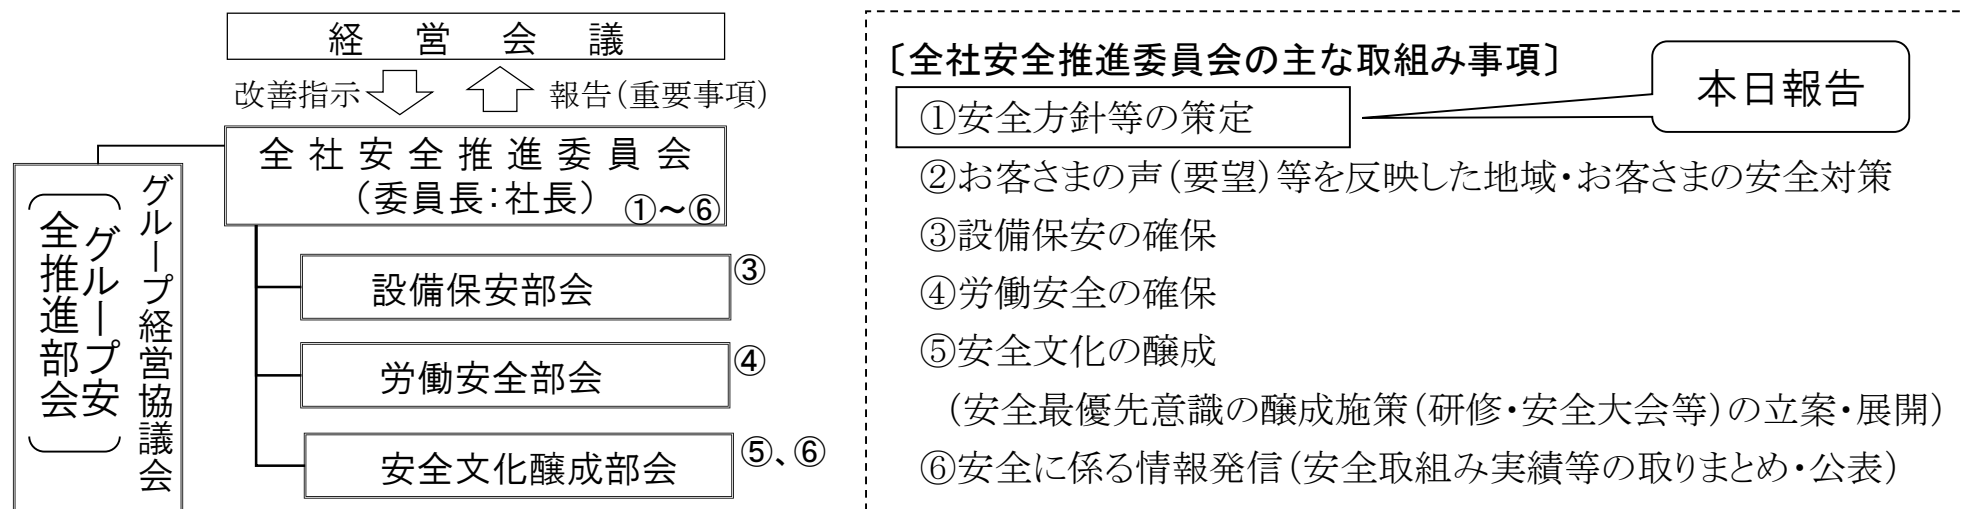 経営会議
改善指示
報告（重要事項）
全社安全推進委員会
（委員長：社長） ①～⑥
グループ経営協議会
（グループ安
全推進部会）
設備保安部会 ③
労働安全部会 ④
安全文化醸成部会 ⑤、⑥
〔全社安全推進委員会の主な取組み事項〕
本日報告
①安全方針等の策定
②お客さまの声（要望）等を反映した地域・お客さまの安全対策
③設備保安の確保
④労働安全の確保
⑤安全文化の醸成
（安全最優先意識の醸成施策（研修・安全大会等）の立案・展開）
⑥安全に係る情報発信（安全取組み実績等の取りまとめ・公表）